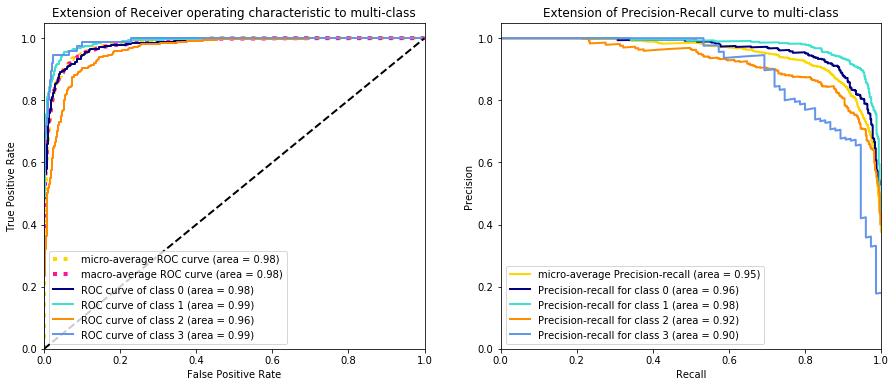 Extension of Receiver operating characteristic to multi-class
True Positive Rate
1.0
0.8
0.6
0.4
0.2
0.0
micro-average ROC curve (area = 0.98)
macro-average ROC curve (area = 0.98)
ROC curve of class 0 (area = 0.98)
ROC curve of class 1 (area = 0.99)
ROC curve of class 2 (area = 0.96)
ROC curve of class 3 (area = 0.99)
0.0 0.2 0.4 0.6 0.8 1.0
False Positive Rate
Extension of Precision-Recall curve to multi-class
Precision
1.0
0.8
0.6
0.4
0.2
0.0
micro-average Precision-recall (area = 0.95)
Precision-recall for class 0 (area = 0.96)
Precision-recall for class 1 (area = 0.98)
Precision-recall for class 2 (area = 0.92)
Precision-recall for class 3 (area = 0.90)
0.0 0.2 0.4 0.6 0.8 1.0
Recall